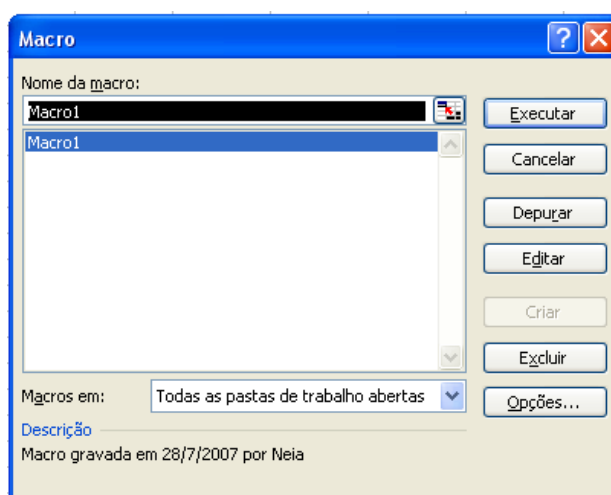 Macro
Nome da macro:
Macro1
Macro1
Executar
Cancelar
Depurar
Editar
Criar
Excluir
Opções...
Macros em:
Todas as pastas de trabalho abertas
Descrição
Macro gravada em 28/7/2007 por Neia